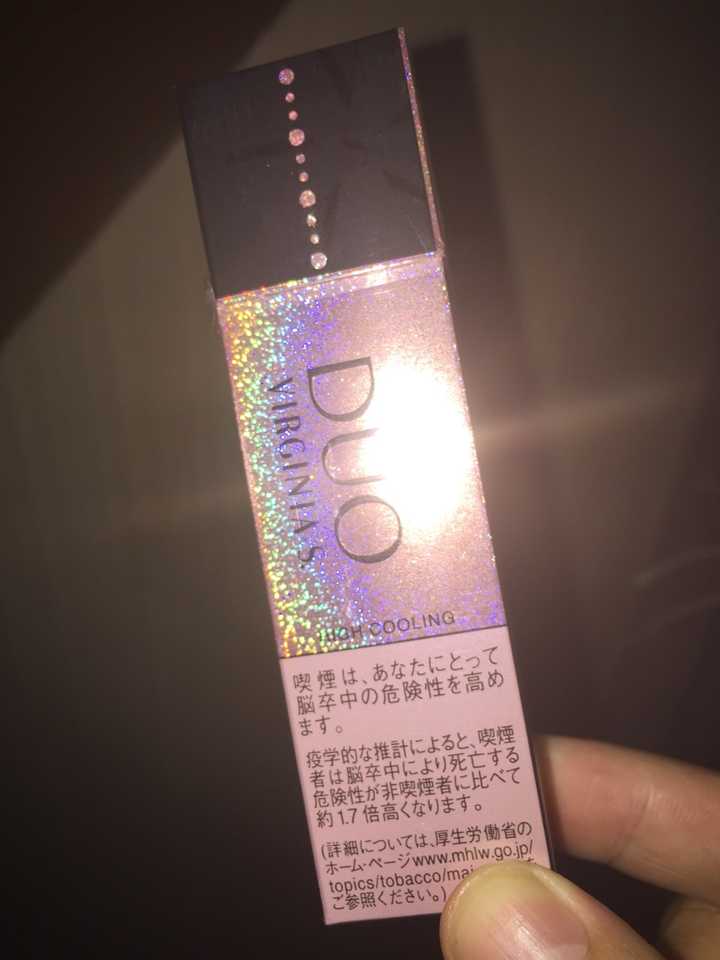 DUO
VIRGINIA S.
HIGH COOLING
喫煙は、あなたにとって
脳卒中の危険性を高め
ます。
疫学的な推計によると、喫煙
者は脳卒中により死亡する
危険性が非喫煙者に比べて
約1.7倍高くなります。
(詳細については、厚生労働省の
ホーム・ページwww.mhlw.go.jp/
topics/tobacco/
ご参照ください。)